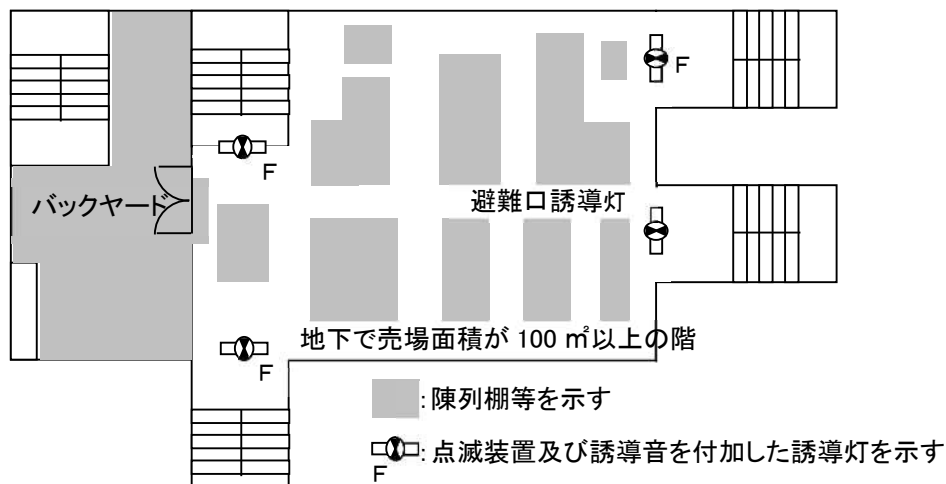 F
F
バックヤード
避難口誘導灯
地下で売場面積が 100 ㎡以上の階
F
:陳列棚等を示す
:点滅装置及び誘導音を付加した誘導灯を示す
F